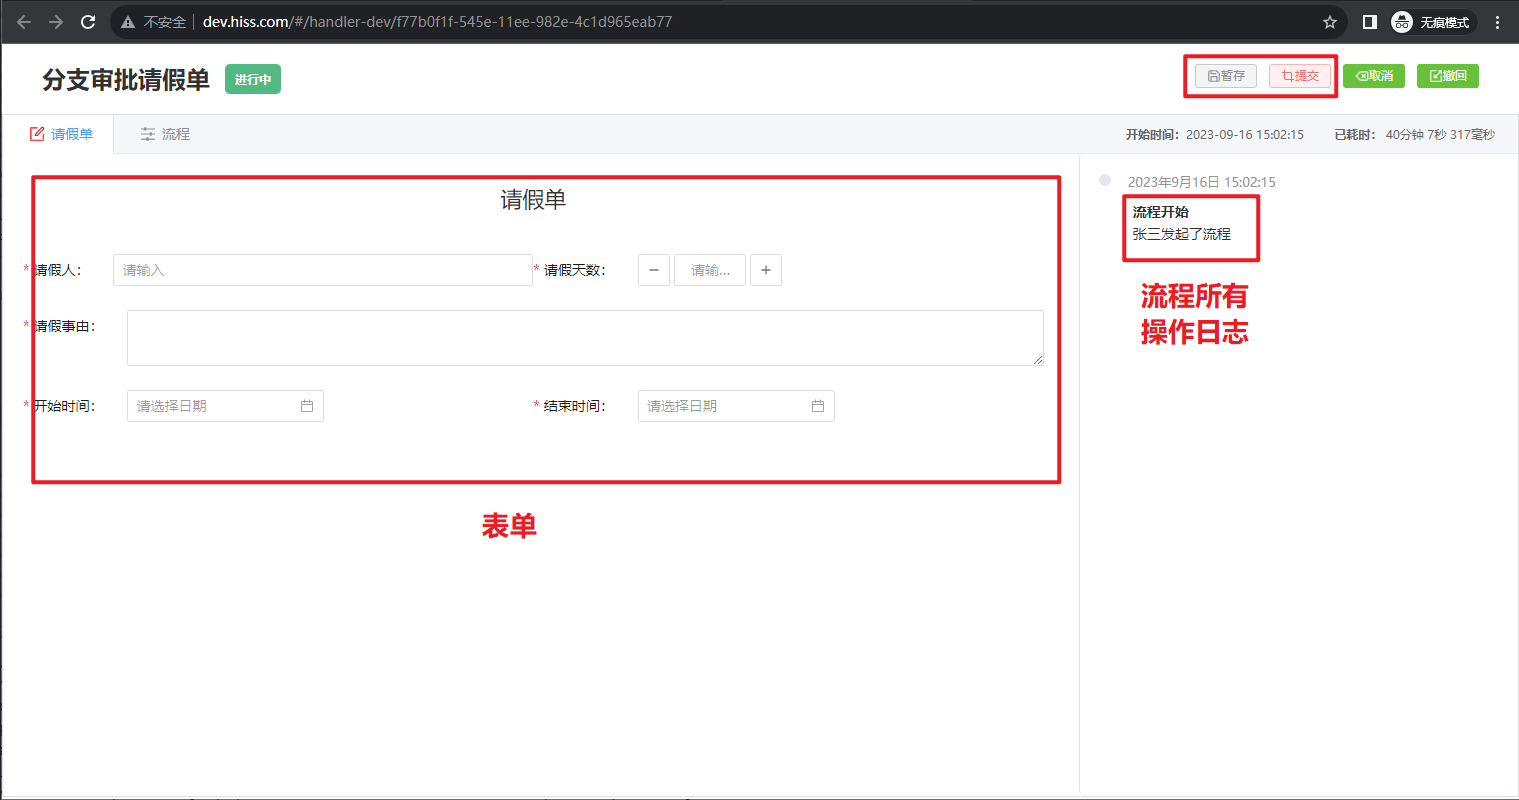 不安全 dev.hiss.com/#/handler-dev/f77b0f1f-545e-11ee-982e-4c1d965eab77 无痕模式
分支审批请假单 进行中 暂存 提交 取消 撤回
请假单 流程 开始时间：2023-09-16 15:02:15 已耗时： 40分钟 7秒 317毫秒
2023年9月16日 15:02:15
请假单
流程开始
张三发起了流程
*请假人： 请输入 *请假天数： − 请输... +
流程所有
操作日志
*请假事由：
*开始时间： 请选择日期 *结束时间： 请选择日期
表单